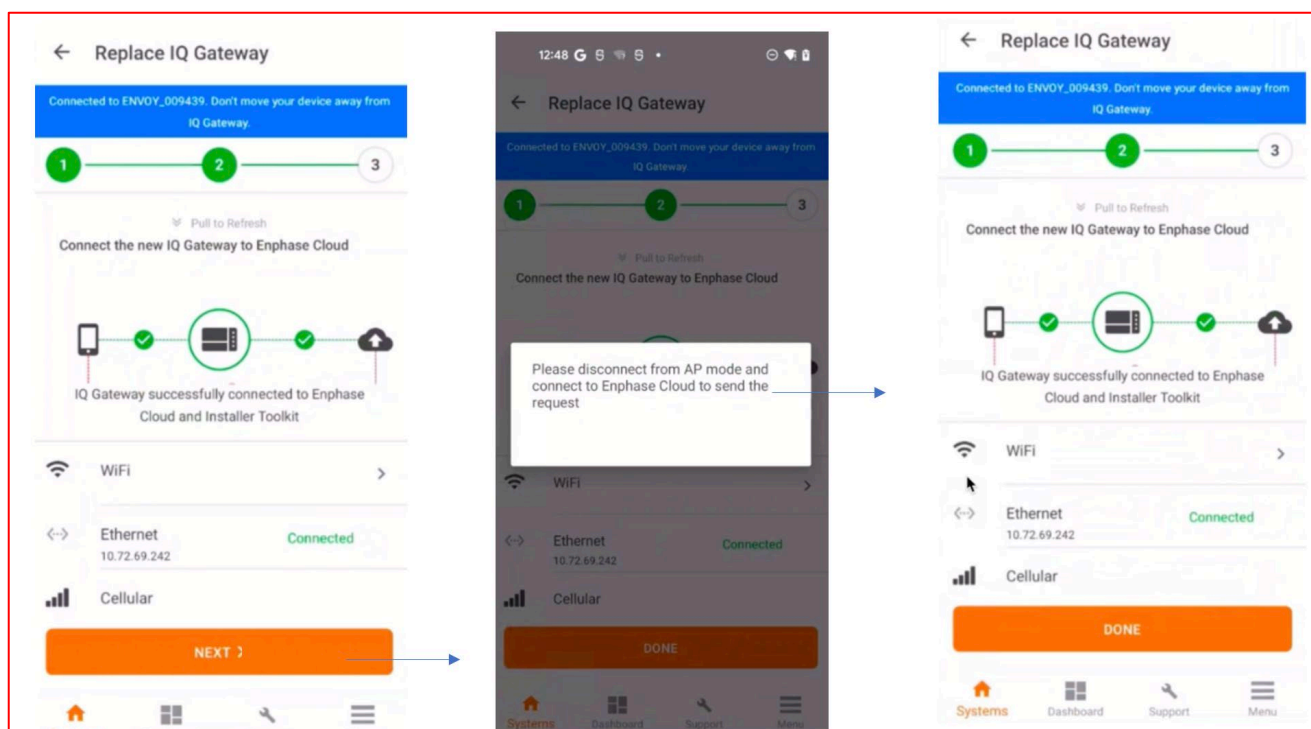 Replace IQ Gateway
Connected to ENVOY_009439. Don't move your device away from
IQ Gateway.
1
2
3
Pull to Refresh
Connect the new IQ Gateway to Enphase Cloud
IQ Gateway successfully connected to Enphase
Cloud and Installer Toolkit
WiFi
Ethernet
Connected
10.72.69.242
Cellular
NEXT
12:48
Replace IQ Gateway
Connected to ENVOY_009439. Don't move your device away from
IQ Gateway
1
2
3
Pull to Refresh
Connect the new IQ Gateway to Enphase Cloud
Please disconnect from AP mode and
connect to Enphase Cloud to send the
request
WiFi
Ethernet
Connected
10.72.69.242
Cellular
DONE
Systems
Dashboard
Support
Menu
Replace IQ Gateway
Connected to ENVOY_009439. Don't move your device away from
IQ Gateway.
1
2
3
Pull to Refresh
Connect the new IQ Gateway to Enphase Cloud
IQ Gateway successfully connected to Enphase
Cloud and Installer Toolkit
WiFi
Ethernet
Connected
10.72.69.242
Cellular
DONE
Systems
Dashboard
Support
Menu